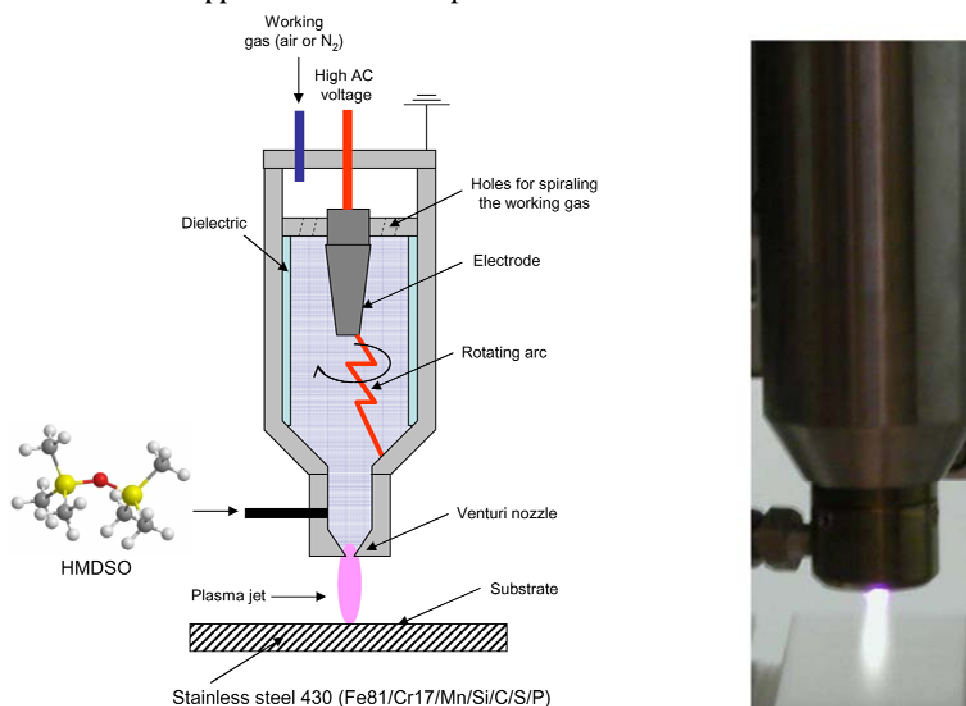 Working
gas (air or N2)
High AC
voltage
Holes for spiraling
the working gas
Dielectric
Electrode
Rotating arc
HMDSO
Venturi nozzle
Plasma jet
Substrate
Stainless steel 430 (Fe81/Cr17/Mn/Si/C/S/P)